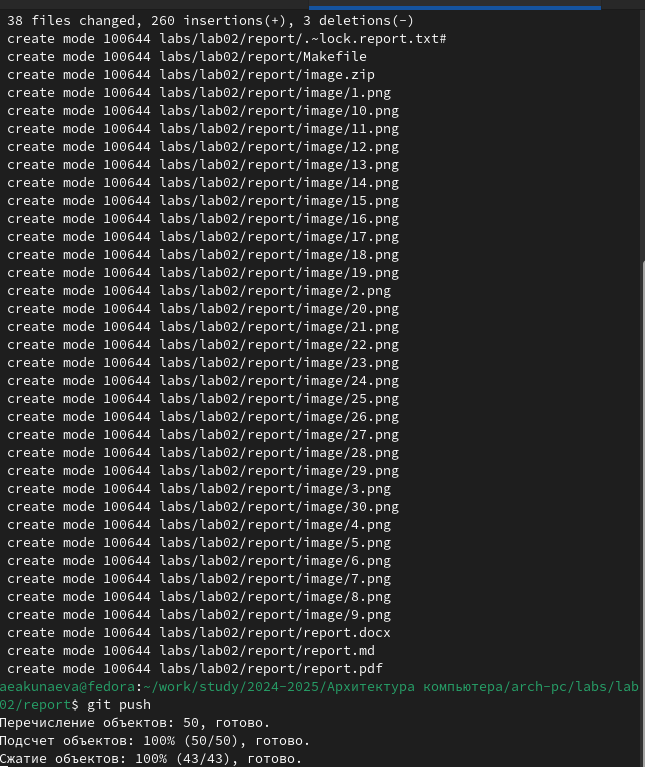 38 files changed, 260 insertions(+), 3 deletions(-)
create mode 100644 labs/lab02/report/.~lock.report.txt#
create mode 100644 labs/lab02/report/Makefile
create mode 100644 labs/lab02/report/image.zip
create mode 100644 labs/lab02/report/image/1.png
create mode 100644 labs/lab02/report/image/10.png
create mode 100644 labs/lab02/report/image/11.png
create mode 100644 labs/lab02/report/image/12.png
create mode 100644 labs/lab02/report/image/13.png
create mode 100644 labs/lab02/report/image/14.png
create mode 100644 labs/lab02/report/image/15.png
create mode 100644 labs/lab02/report/image/16.png
create mode 100644 labs/lab02/report/image/17.png
create mode 100644 labs/lab02/report/image/18.png
create mode 100644 labs/lab02/report/image/19.png
create mode 100644 labs/lab02/report/image/2.png
create mode 100644 labs/lab02/report/image/20.png
create mode 100644 labs/lab02/report/image/21.png
create mode 100644 labs/lab02/report/image/22.png
create mode 100644 labs/lab02/report/image/23.png
create mode 100644 labs/lab02/report/image/24.png
create mode 100644 labs/lab02/report/image/25.png
create mode 100644 labs/lab02/report/image/26.png
create mode 100644 labs/lab02/report/image/27.png
create mode 100644 labs/lab02/report/image/28.png
create mode 100644 labs/lab02/report/image/29.png
create mode 100644 labs/lab02/report/image/3.png
create mode 100644 labs/lab02/report/image/30.png
create mode 100644 labs/lab02/report/image/4.png
create mode 100644 labs/lab02/report/image/5.png
create mode 100644 labs/lab02/report/image/6.png
create mode 100644 labs/lab02/report/image/7.png
create mode 100644 labs/lab02/report/image/8.png
create mode 100644 labs/lab02/report/image/9.png
create mode 100644 labs/lab02/report/report.docx
create mode 100644 labs/lab02/report/report.md
create mode 100644 labs/lab02/report/report.pdf
aeakunaeva@fedora:~/work/study/2024-2025/Архитектура компьютера/arch-pc/labs/lab
02/report$ git push
Перечисление объектов: 50, готово.
Подсчет объектов: 100% (50/50), готово.
Сжатие объектов: 100% (43/43), готово.